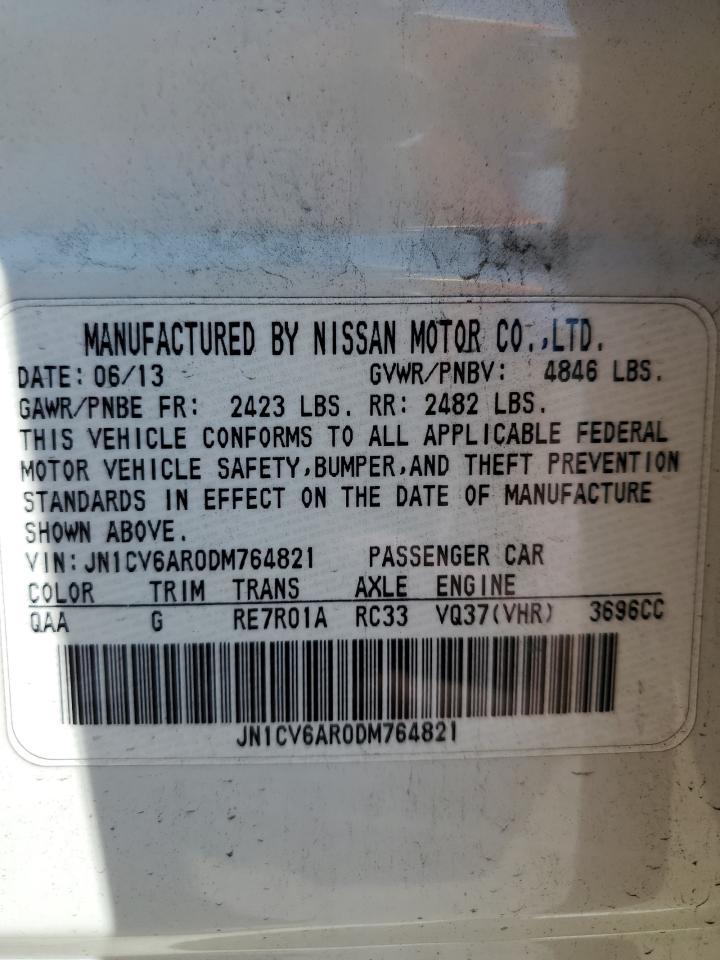 MANUFACTURED BY NISSAN MOTOR CO.,LTD.
DATE: 06/13 GVWR/PNBV: 4846 LBS.
GAWR/PNBE FR: 2423 LBS. RR: 2482 LBS.
THIS VEHICLE CONFORMS TO ALL APPLICABLE FEDERAL
MOTOR VEHICLE SAFETY,BUMPER,AND THEFT PREVENTION
STANDARDS IN EFFECT ON THE DATE OF MANUFACTURE
SHOWN ABOVE.
VIN: JN1CV6AR0DM764821 PASSENGER CAR
COLOR TRIM TRANS AXLE ENGINE
QAA G RE7R01A RC33 VQ37(VHR) 3696CC
JN1CV6AR0DM764821